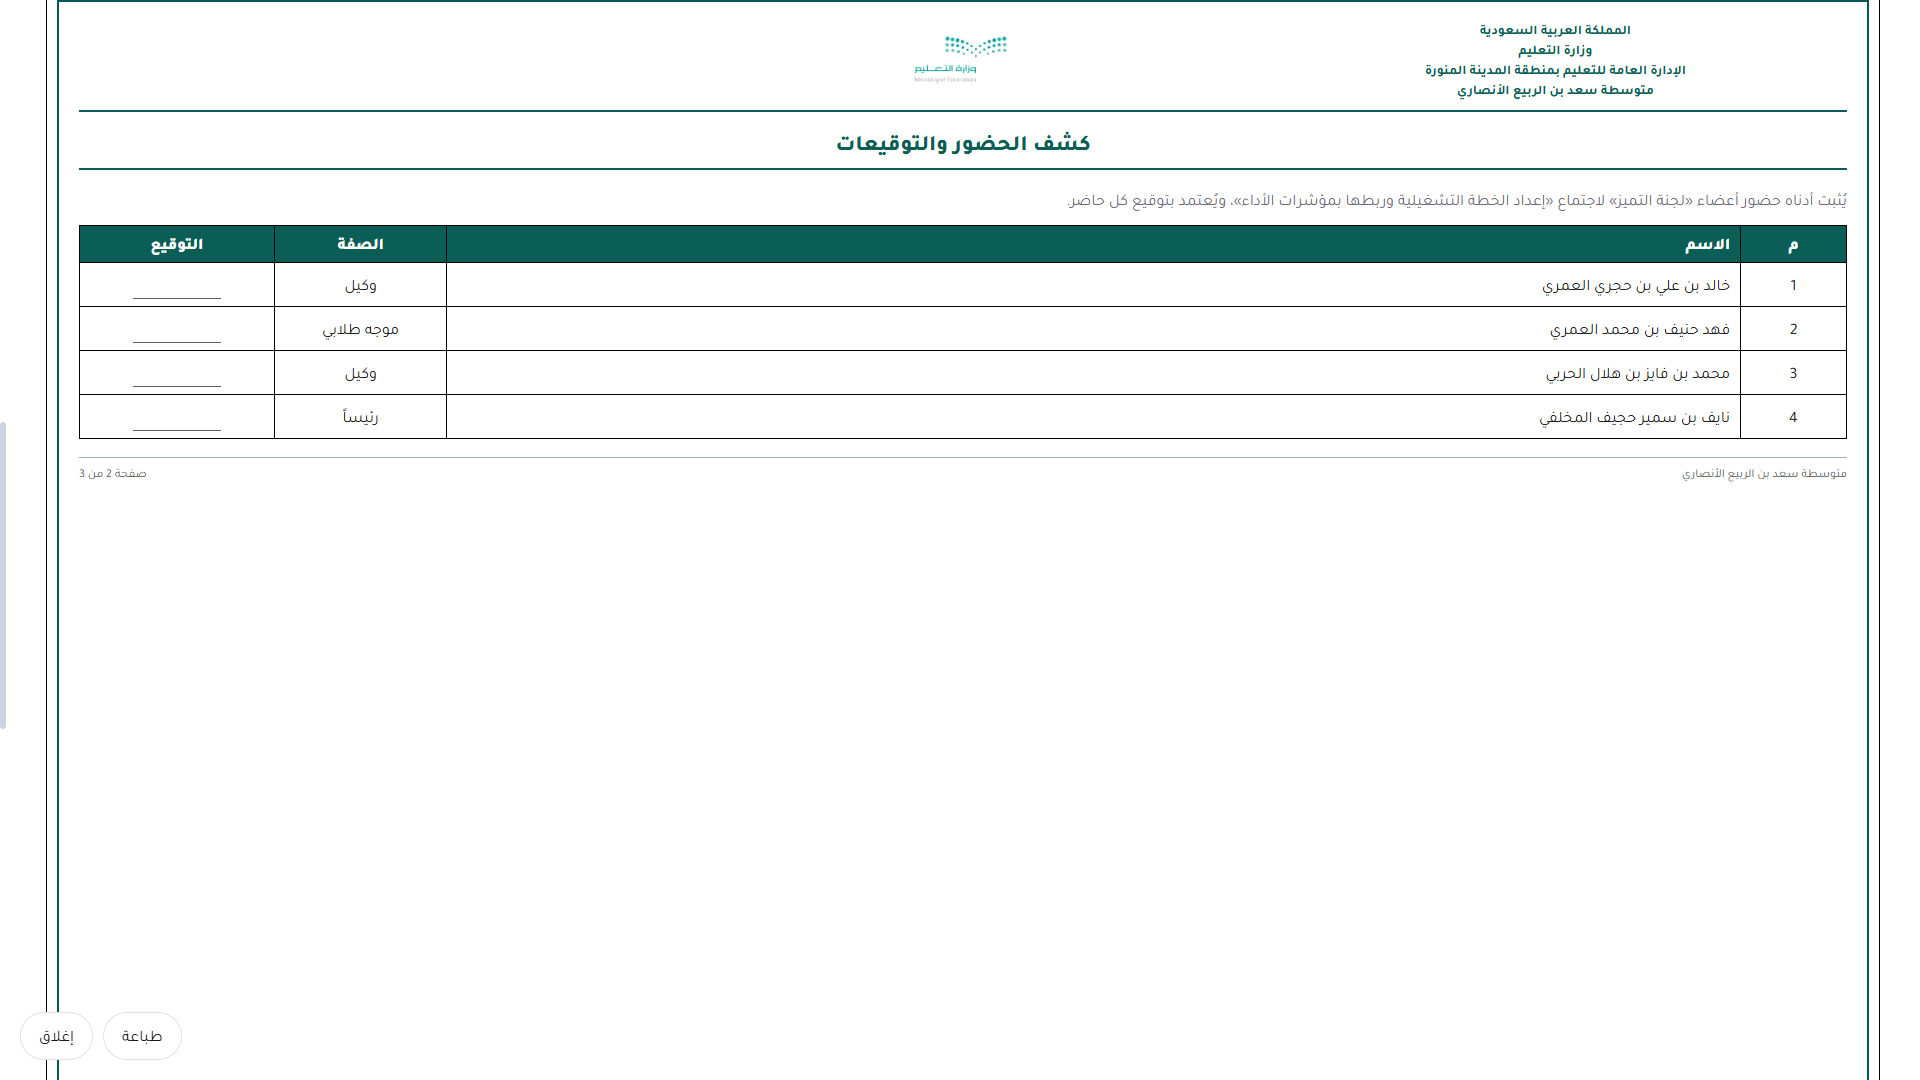 المملكة العربية السعودية
وزارة التعليم
الإدارة العامة للتعليم بمنطقة المدينة المنورة
متوسطة سعد بن الربيع الأنصاري
وزارة التعـــليم
Ministry of Education
كشف الحضور والتوقيعات
يُثبت أدناه حضور أعضاء «لجنة التميز» لاجتماع «إعداد الخطة التشغيلية وربطها بمؤشرات الأداء»، ويُعتمد بتوقيع كل حاضر.
م الاسم الصفة التوقيع
1 خالد بن علي بن حجري العمري وكيل
2 فهد حنيف بن محمد العمري موجه طلابي
3 محمد بن فايز بن هلال الحربي وكيل
4 نايف بن سمير حجيف المخلفي رئيساً
متوسطة سعد بن الربيع الأنصاري صفحة 2 من 3
طباعة إغلاق